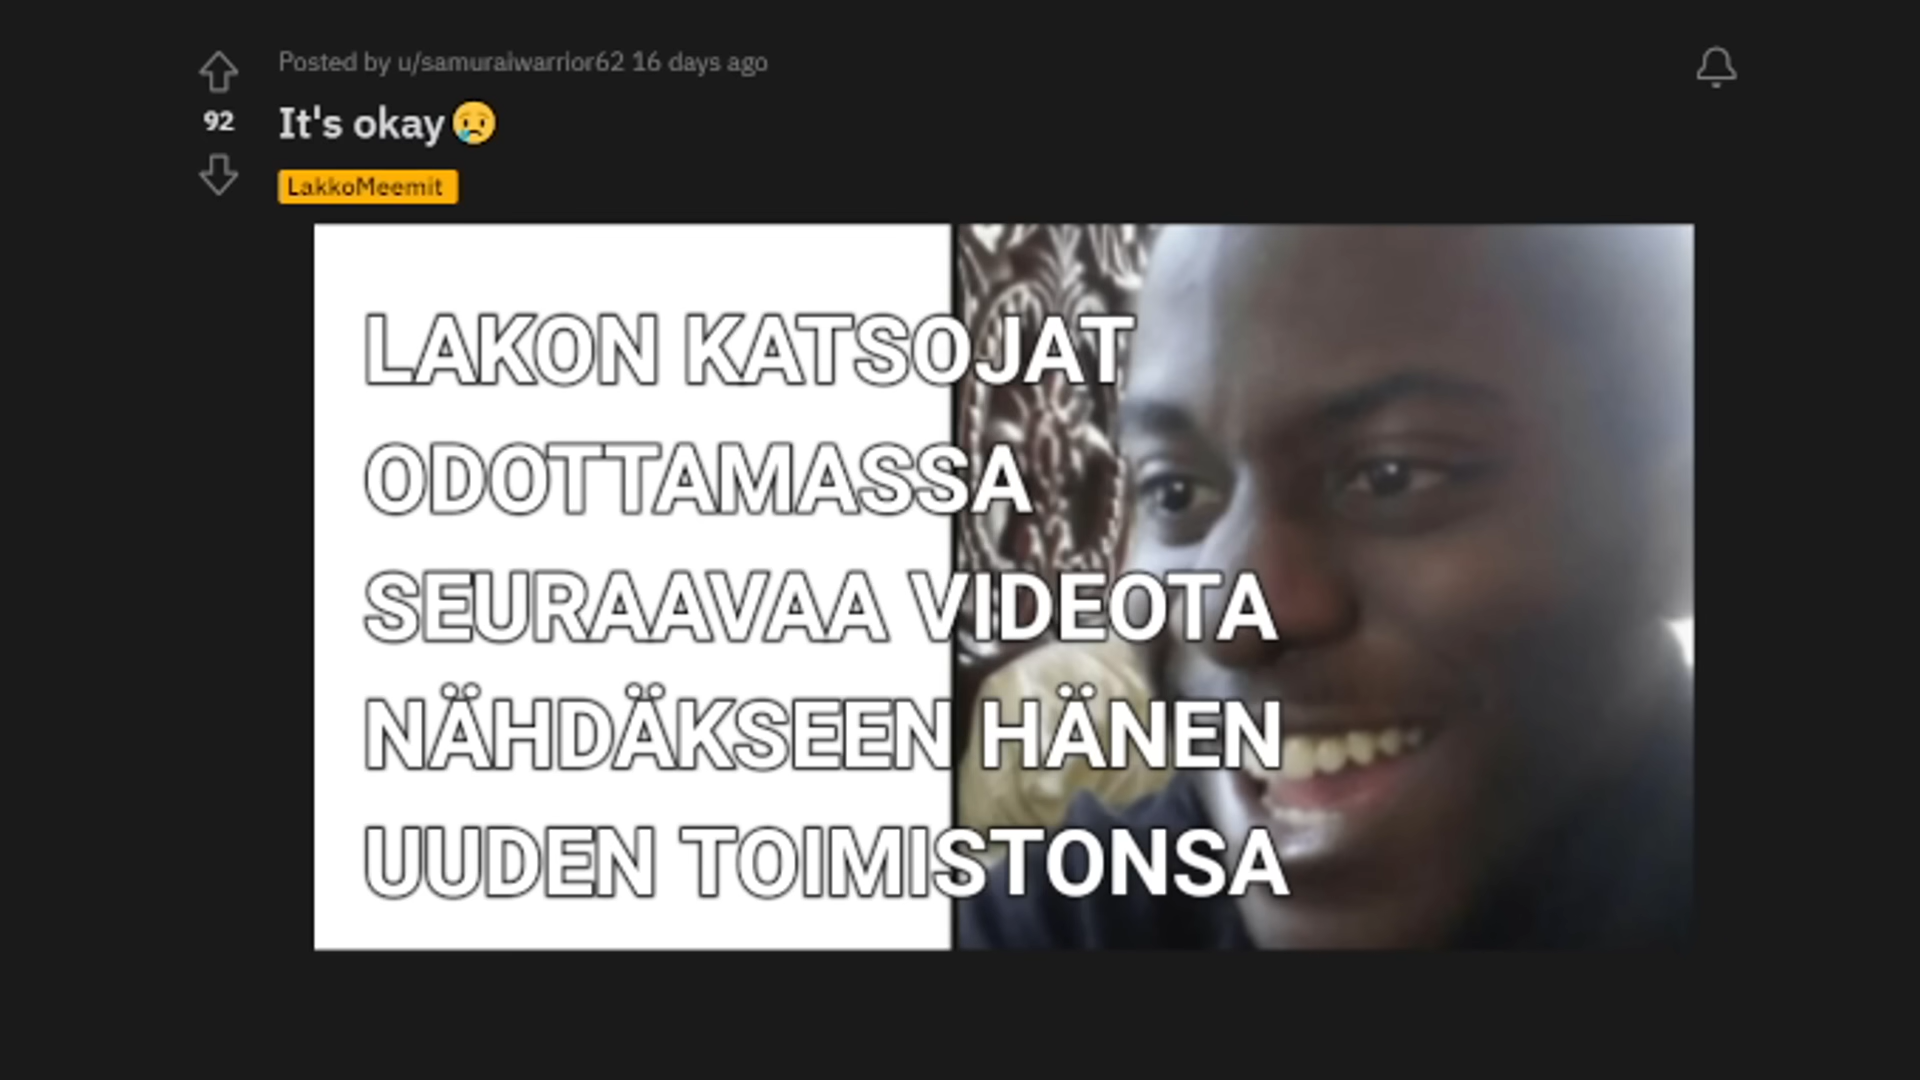 Posted by u/samuraiwarrior62 16 days ago
92
It's okay😢
LakkoMeemit
LAKON KATSOJAT
ODOTTAMASSA
SEURAAVAA VIDEOTA
NÄHDÄKSEEN HÄNEN
UUDEN TOIMISTONSA